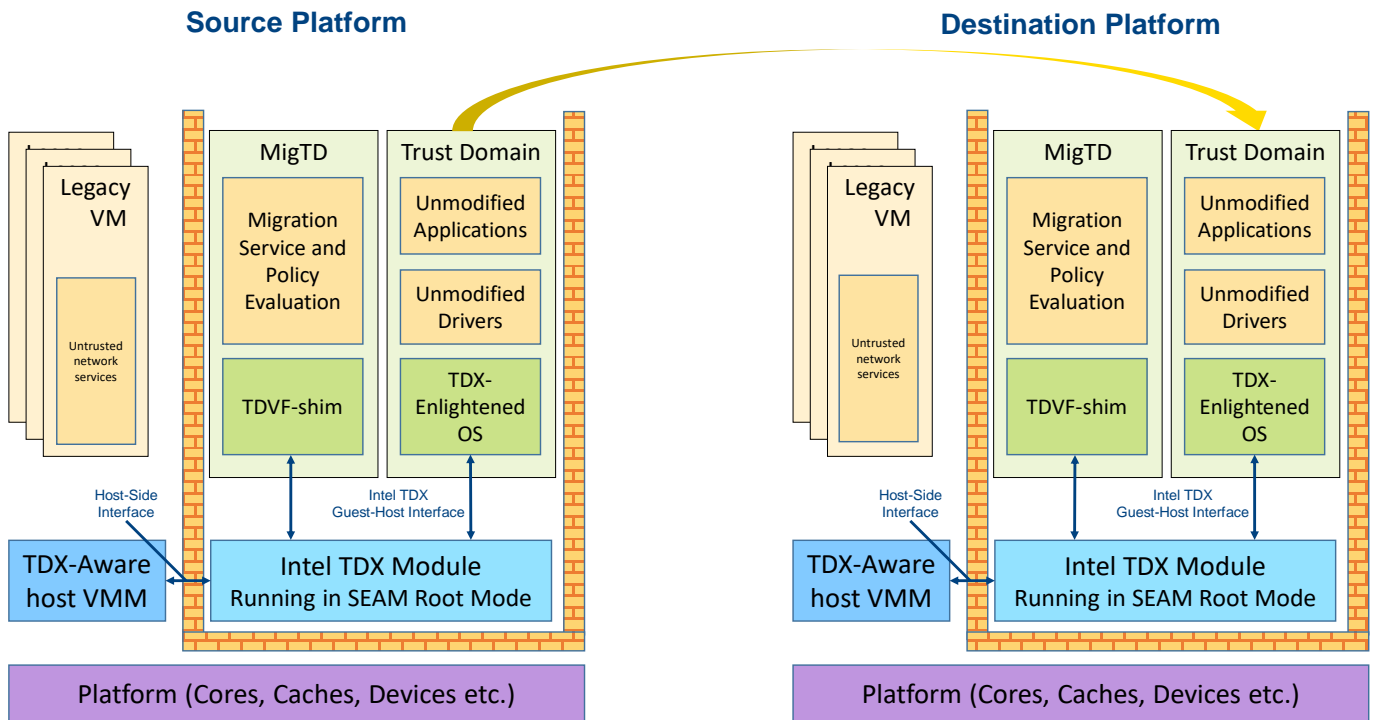 Source Platform
Destination Platform
Legacy
VM
Untrusted
network
services
MigTD
Migration
Service and
Policy
Evaluation
TDVF-shim
Trust Domain
Unmodified
Applications
Unmodified
Drivers
TDX-
Enlightened
OS
Host-Side
Interface
Intel TDX
Guest-Host Interface
TDX-Aware
host VMM
Intel TDX Module
Running in SEAM Root Mode
Platform (Cores, Caches, Devices etc.)
Legacy
VM
Untrusted
network
services
MigTD
Migration
Service and
Policy
Evaluation
TDVF-shim
Trust Domain
Unmodified
Applications
Unmodified
Drivers
TDX-
Enlightened
OS
Host-Side
Interface
Intel TDX
Guest-Host Interface
TDX-Aware
host VMM
Intel TDX Module
Running in SEAM Root Mode
Platform (Cores, Caches, Devices etc.)